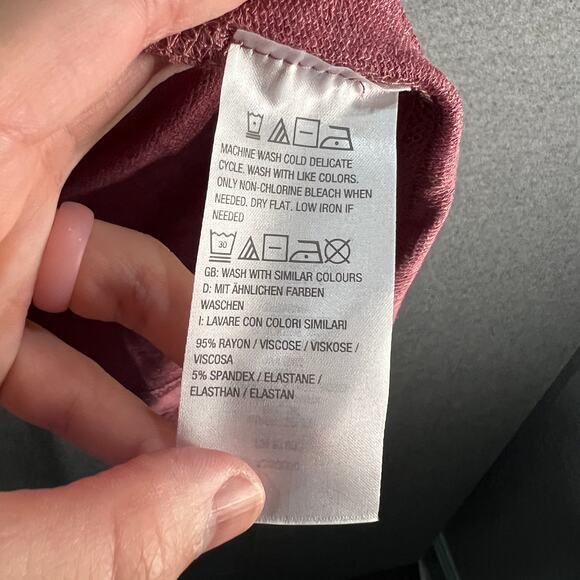 MACHINE WASH COLD DELICATE
CYCLE. WASH WITH LIKE COLORS.
ONLY NON-CHLORINE BLEACH WHEN
NEEDED. DRY FLAT. LOW IRON IF
NEEDED
30
GB: WASH WITH SIMILAR COLOURS
D: MIT ÄHNLICHEN FARBEN
WASCHEN
I: LAVARE CON COLORI SIMILARI
95% RAYON / VISCOSE / VISKOSE /
VISCOSA
5% SPANDEX / ELASTANE /
ELASTHAN / ELASTAN